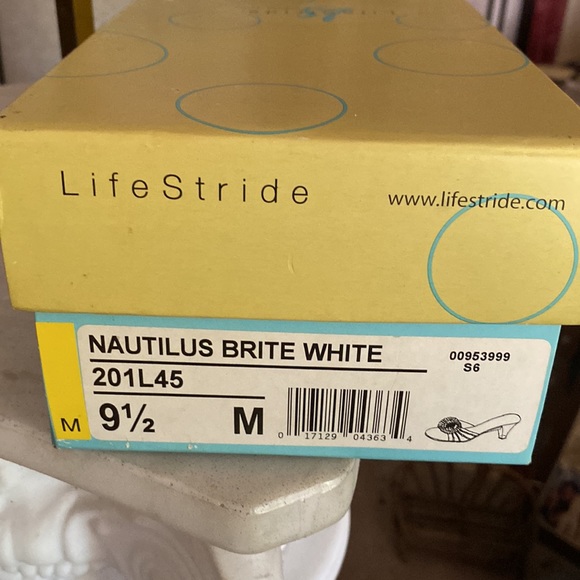 LifeStride
www.lifestride.com
NAUTILUS BRITE WHITE
00953999
S6
201L45
M
9½
M
0 17129 04363 4